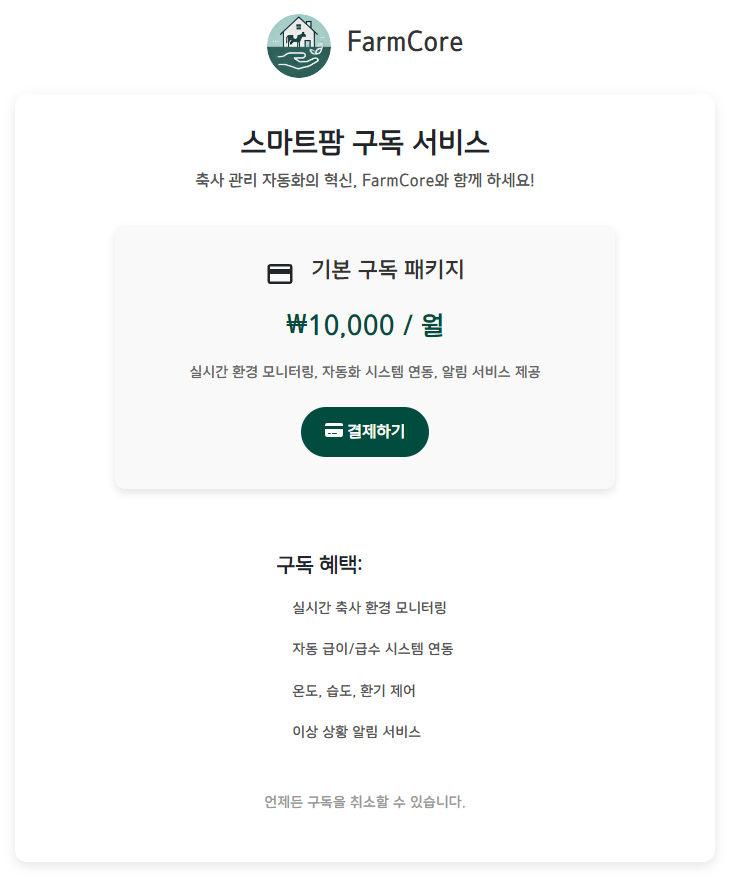 FarmCore
스마트팜 구독 서비스
축사 관리 자동화의 혁신, FarmCore와 함께 하세요!
기본 구독 패키지
₩10,000 / 월
실시간 환경 모니터링, 자동화 시스템 연동, 알림 서비스 제공
결제하기
구독 혜택:
실시간 축사 환경 모니터링
자동 급이/급수 시스템 연동
온도, 습도, 환기 제어
이상 상황 알림 서비스
언제든 구독을 취소할 수 있습니다.